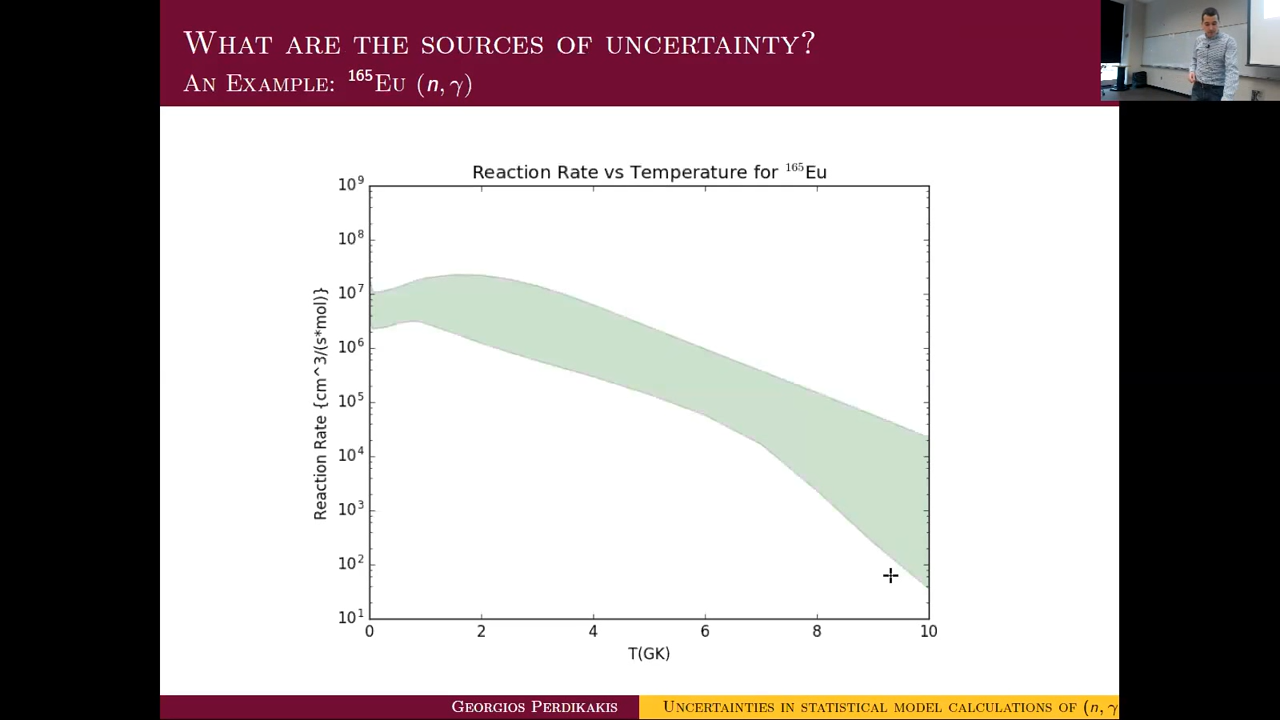 WHAT ARE THE SOURCES OF UNCERTAINTY?
AN EXAMPLE: ¹⁶⁵EU (n, γ)
Reaction Rate vs Temperature for ¹⁶⁵Eu
10⁹
10⁸
10⁷
10⁶
10⁵
10⁴
10³
10²
10¹
Reaction Rate {cm^3/(s*mol)}
0 2 4 6 8 10
T(GK)
GEORGIOS PERDIKAKIS
UNCERTAINTIES IN STATISTICAL MODEL CALCULATIONS OF (n, γ